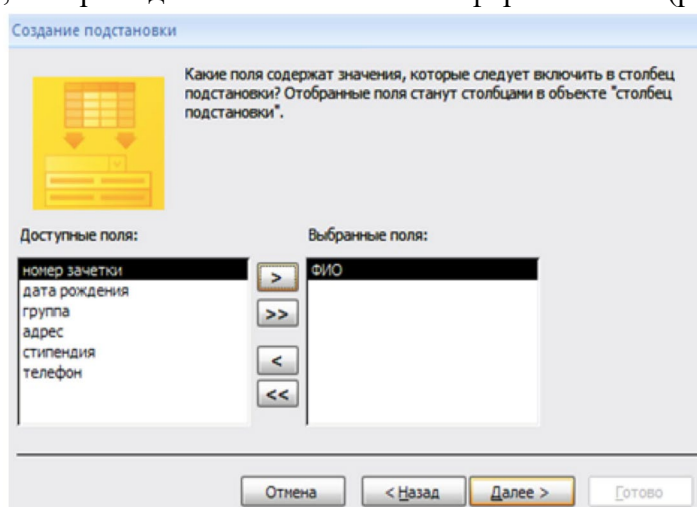 Создание подстановки
Какие поля содержат значения, которые следует включить в столбец
подстановки? Отобранные поля станут столбцами в объекте "столбец
подстановки".
Доступные поля:
Выбранные поля:
номер зачетки
дата рождения
группа
адрес
стипендия
телефон
>
>>
<
<<
ФИО
Отмена
< Назад
Далее >
Готово